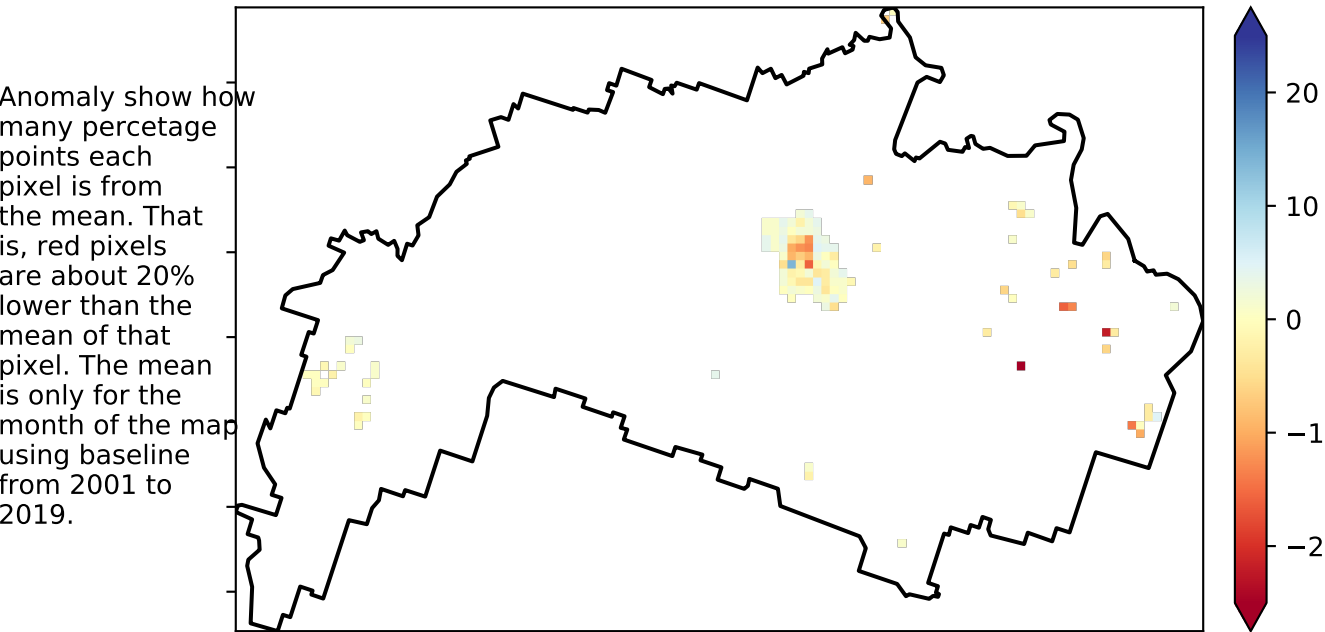 Anomaly show how
many percetage
points each
pixel is from
the mean. That
is, red pixels
are about 20%
lower than the
mean of that
pixel. The mean
is only for the
month of the map
using baseline
from 2001 to
2019.
20
10
0
−1
−2